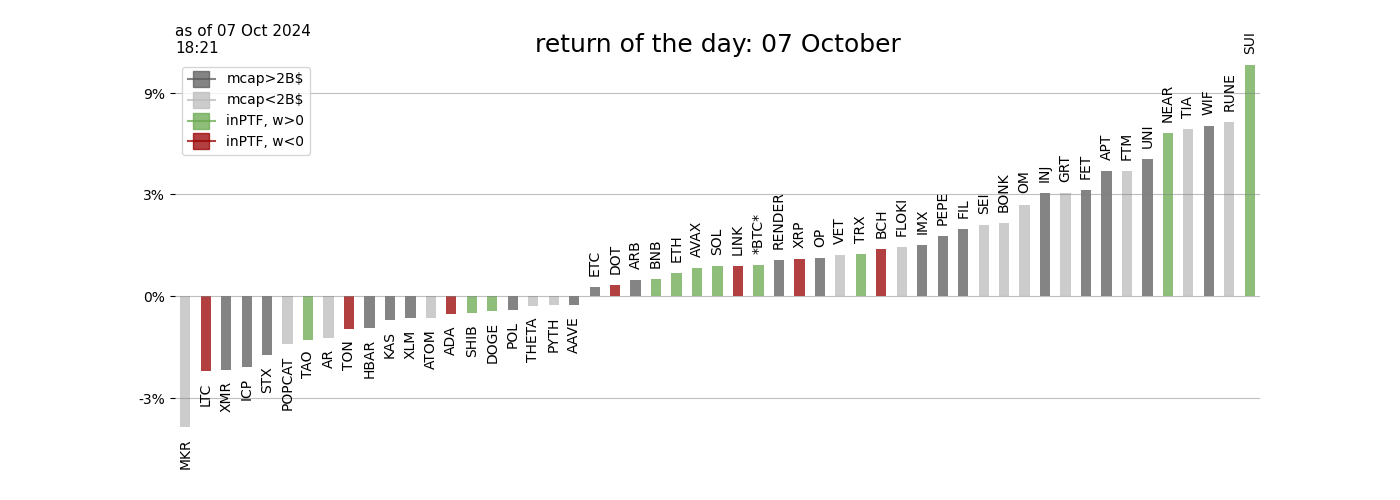 as of 07 Oct 2024
18:21
return of the day: 07 October
mcap>2B$
mcap<2B$
inPTF, w>0
inPTF, w<0
9%
3%
0%
-3%
MKR
LTC
XMR
ICP
STX
POPCAT
TAO
AR
TON
HBAR
KAS
XLM
ATOM
ADA
SHIB
DOGE
POL
THETA
PYTH
AAVE
ETC
DOT
ARB
BNB
ETH
AVAX
SOL
LINK
*BTC*
RENDER
XRP
OP
VET
TRX
BCH
FLOKI
IMX
PEPE
FIL
SEI
BONK
OM
INJ
GRT
FET
APT
FTM
UNI
NEAR
TIA
WIF
RUNE
SUI